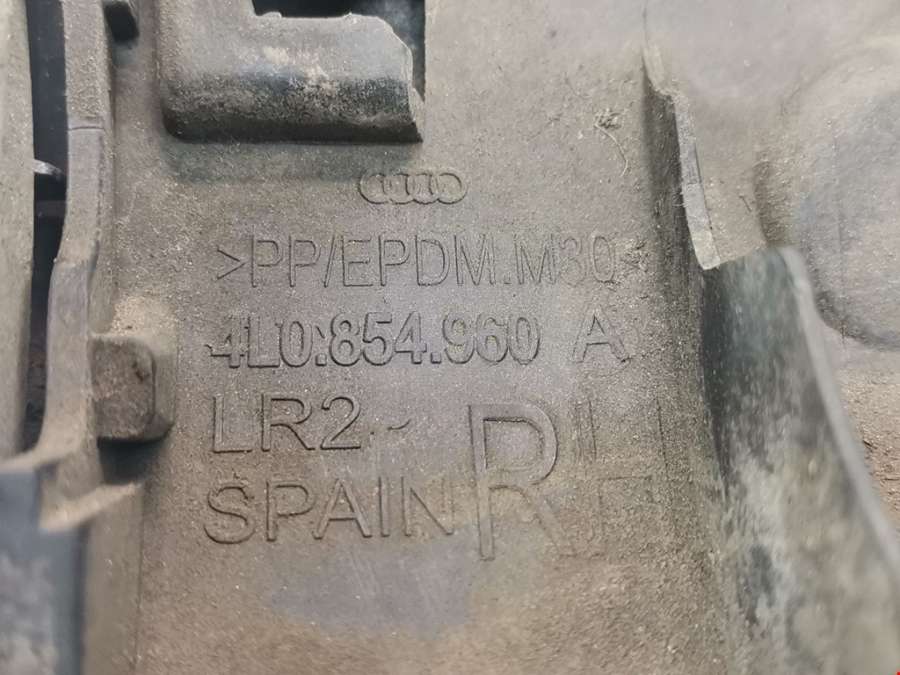 >PP/EPDM.M30<
4L0.854.960 A
LR2
SPAIN R